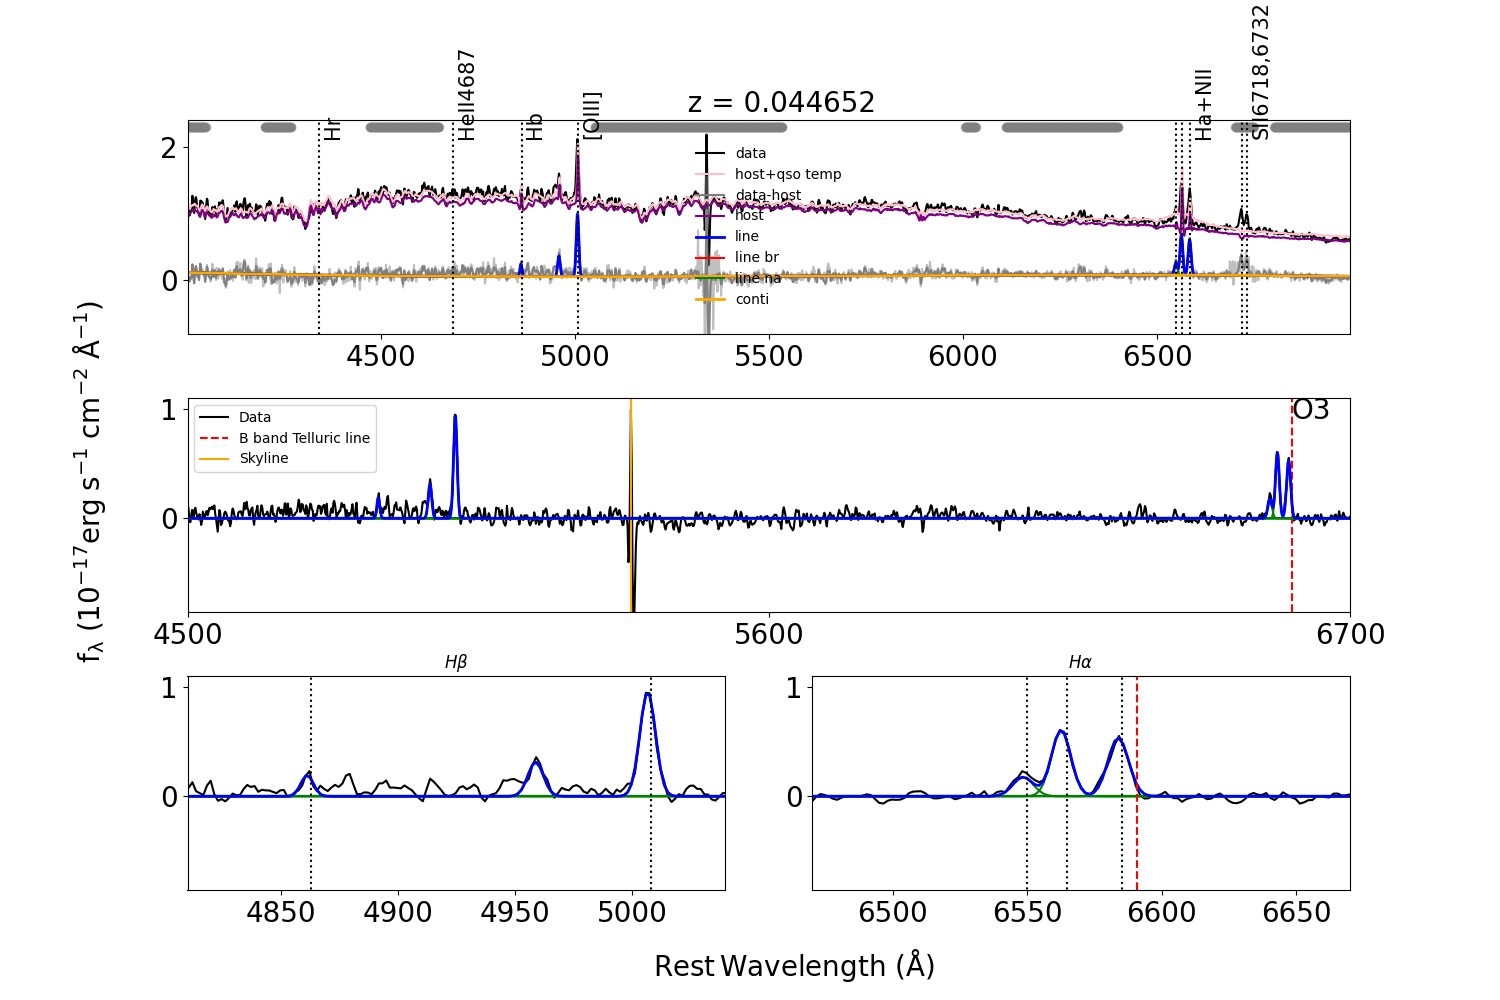 z = 0.044652
Hr
HeII4687
Hb
[OIII]
Ha+NII
SII6718,6732
2
0
data
host+qso temp
data-host
host
line
line br
line na
conti
4500 5000 5500 6000 6500
fλ (10−17erg s−1 cm−2 Å−1)
1
0
Data
B band Telluric line
Skyline
O3
4500 5600 6700
Hβ
1
0
4850 4900 4950 5000
Hα
1
0
6500 6550 6600 6650
Rest Wavelength (Å)